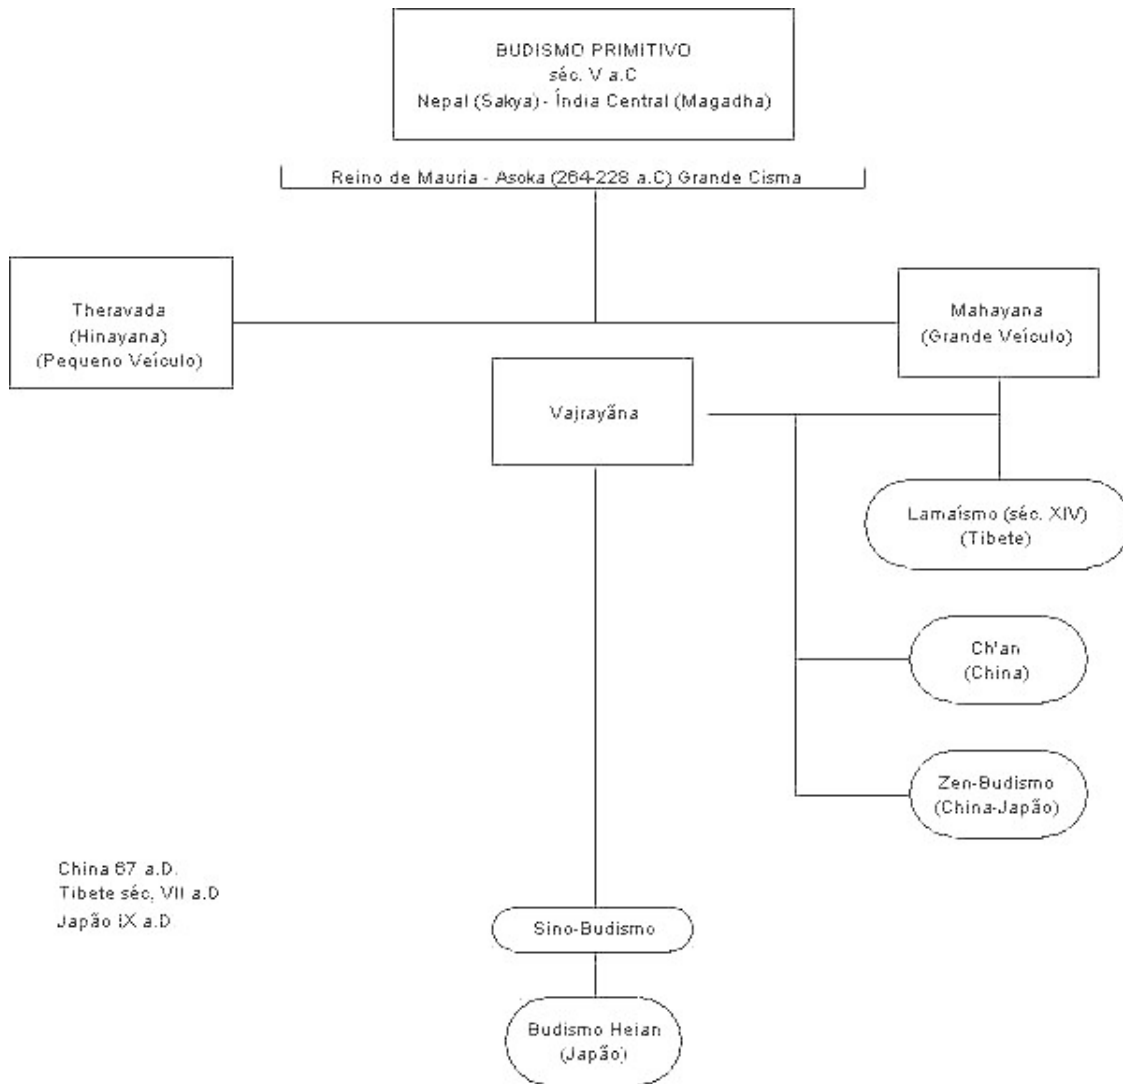 BUDISMO PRIMITIVO
séc. V a.C
Nepal (Sakya) - Índia Central (Magadha)
Reino de Mauria - Asoka (264-228 a.C) Grande Cisma
Theravada
(Hinayana)
(Pequeno Veículo)
Mahayana
(Grande Veículo)
Vajrayãna
Lamaísmo (séc. XIV)
(Tibete)
Ch'an
(China)
Zen-Budismo
(China-Japão)
China 67 a.D.
Tibete séc, VII a.D
Japão IX a.D
Sino-Budismo
Budismo Heian
(Japão)